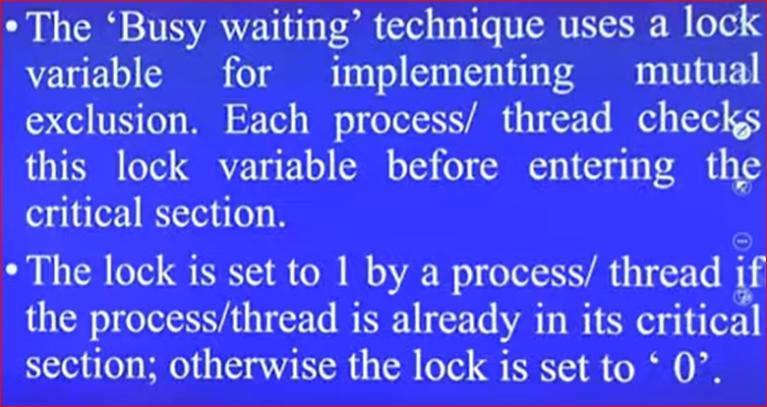 • The ‘Busy waiting’ technique uses a lock
variable for implementing mutual
exclusion. Each process/ thread checks
this lock variable before entering the
critical section.
• The lock is set to 1 by a process/ thread if
the process/thread is already in its critical
section; otherwise the lock is set to ‘ 0’.